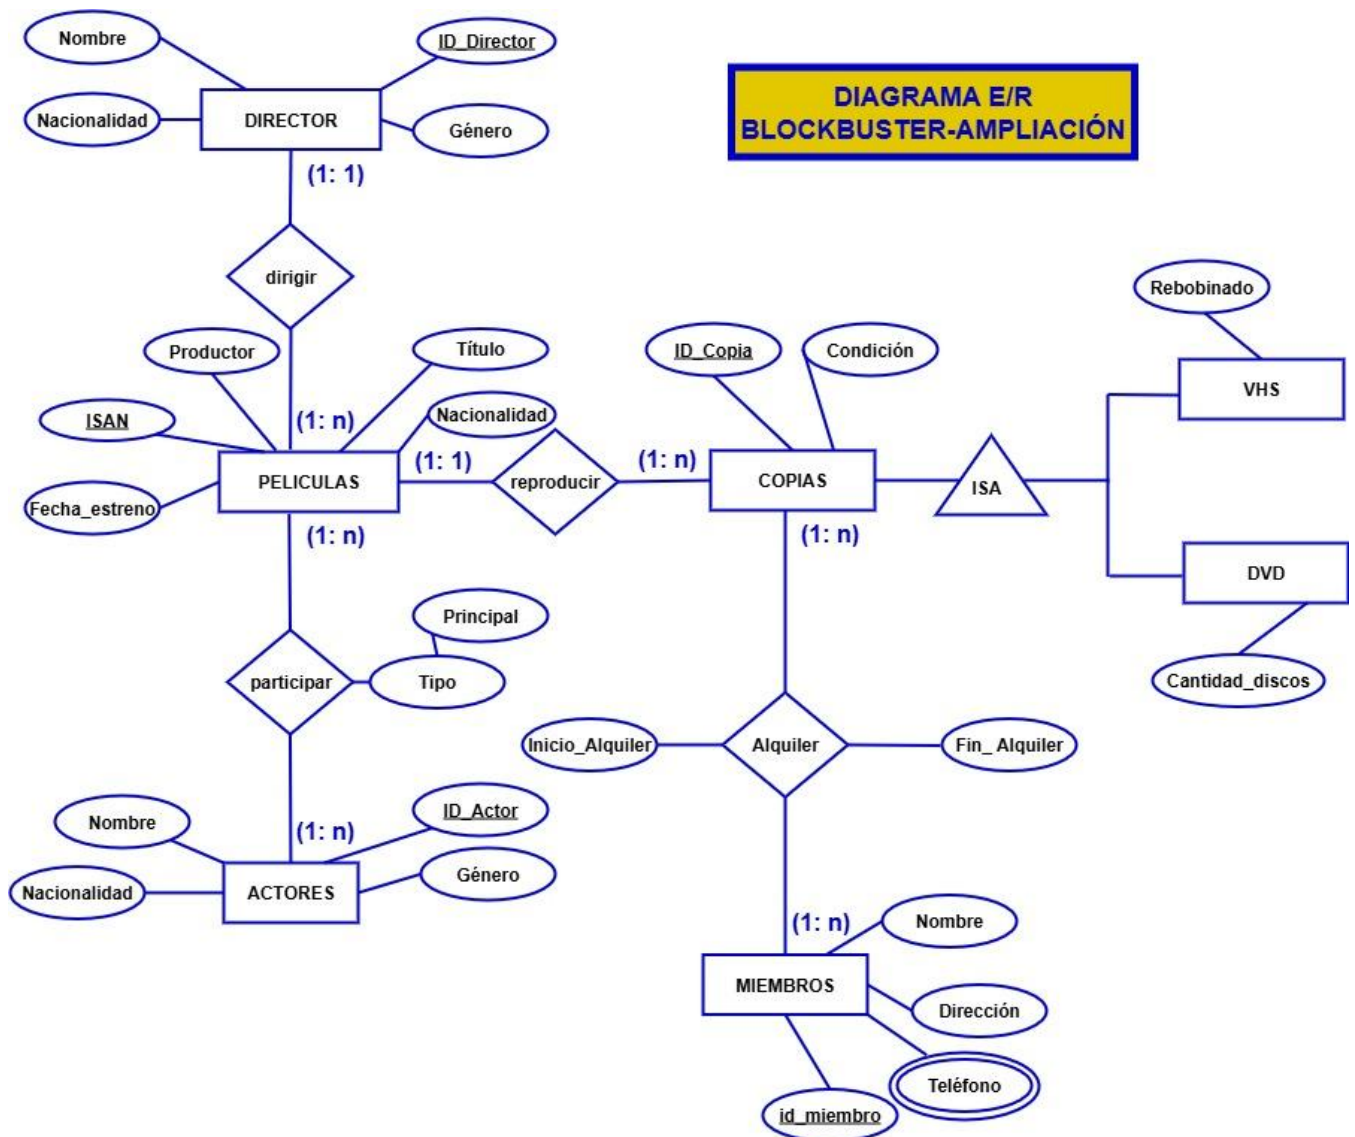 Nombre
ID_Director
DIAGRAMA E/R
BLOCKBUSTER-AMPLIACIÓN
Nacionalidad
DIRECTOR
Género
(1: 1)
dirigir
Rebobinado
Productor
Título
ID_Copia
Condición
VHS
ISAN
(1: n)
Nacionalidad
(1: 1)
(1: n)
PELICULAS
reproducir
COPIAS
ISA
Fecha_estreno
(1: n)
(1: n)
DVD
Principal
participar
Tipo
Cantidad_discos
Inicio_Alquiler
Alquiler
Fin_ Alquiler
Nombre
(1: n)
ID_Actor
Género
Nacionalidad
ACTORES
(1: n)
Nombre
MIEMBROS
Dirección
Teléfono
id_miembro